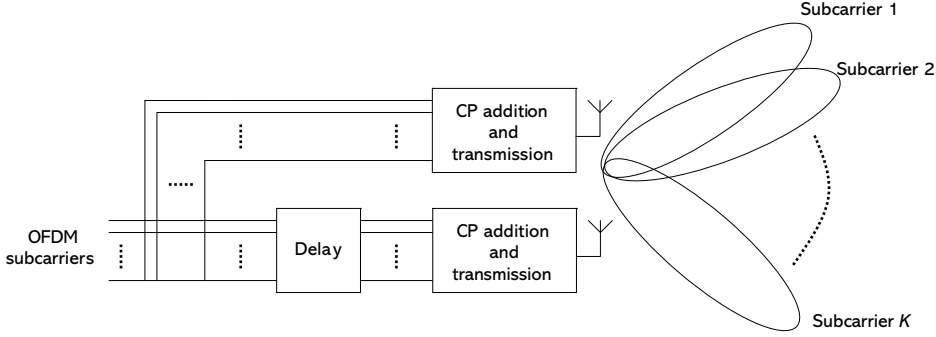 Subcarrier 1
Subcarrier 2
CP addition
and
transmission
OFDM
subcarriers
Delay
CP addition
and
transmission
Subcarrier K